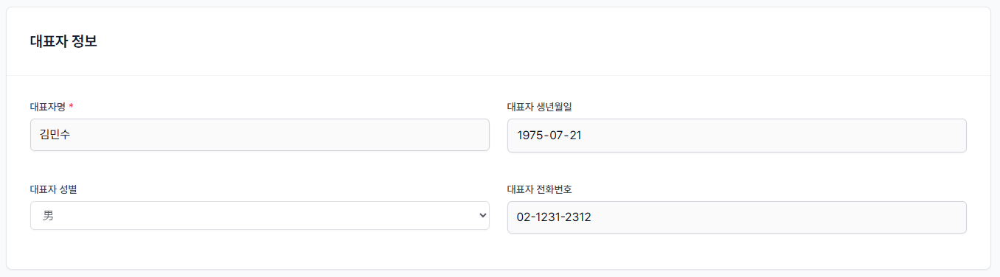 대표자 정보
대표자명 *
대표자 생년월일
김민수
1975-07-21
대표자 성별
대표자 전화번호
男
02-1231-2312